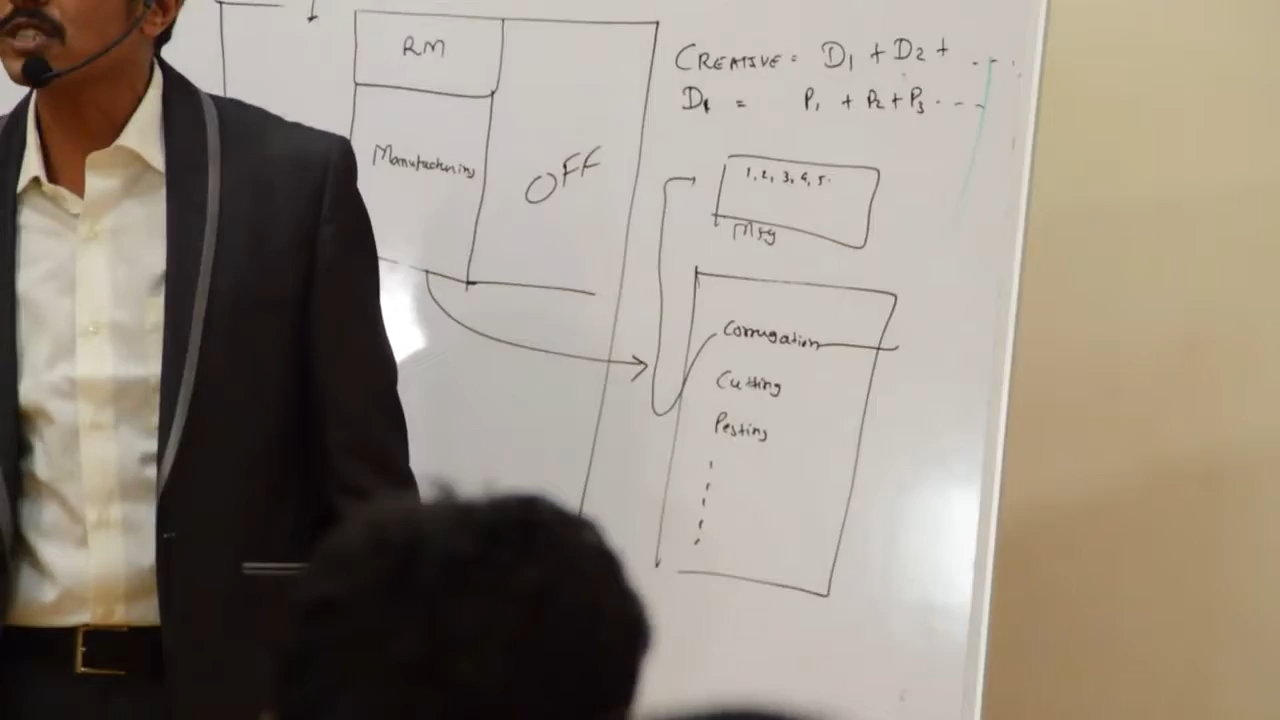 RM
Manufacturing
OFF
CREATIVE = D1 + D2 + ....
D1 = P1 + P2 + P3 ----
1, 2, 3, 4, 5.
Mfg
Corrugation
Cutting
Pesting